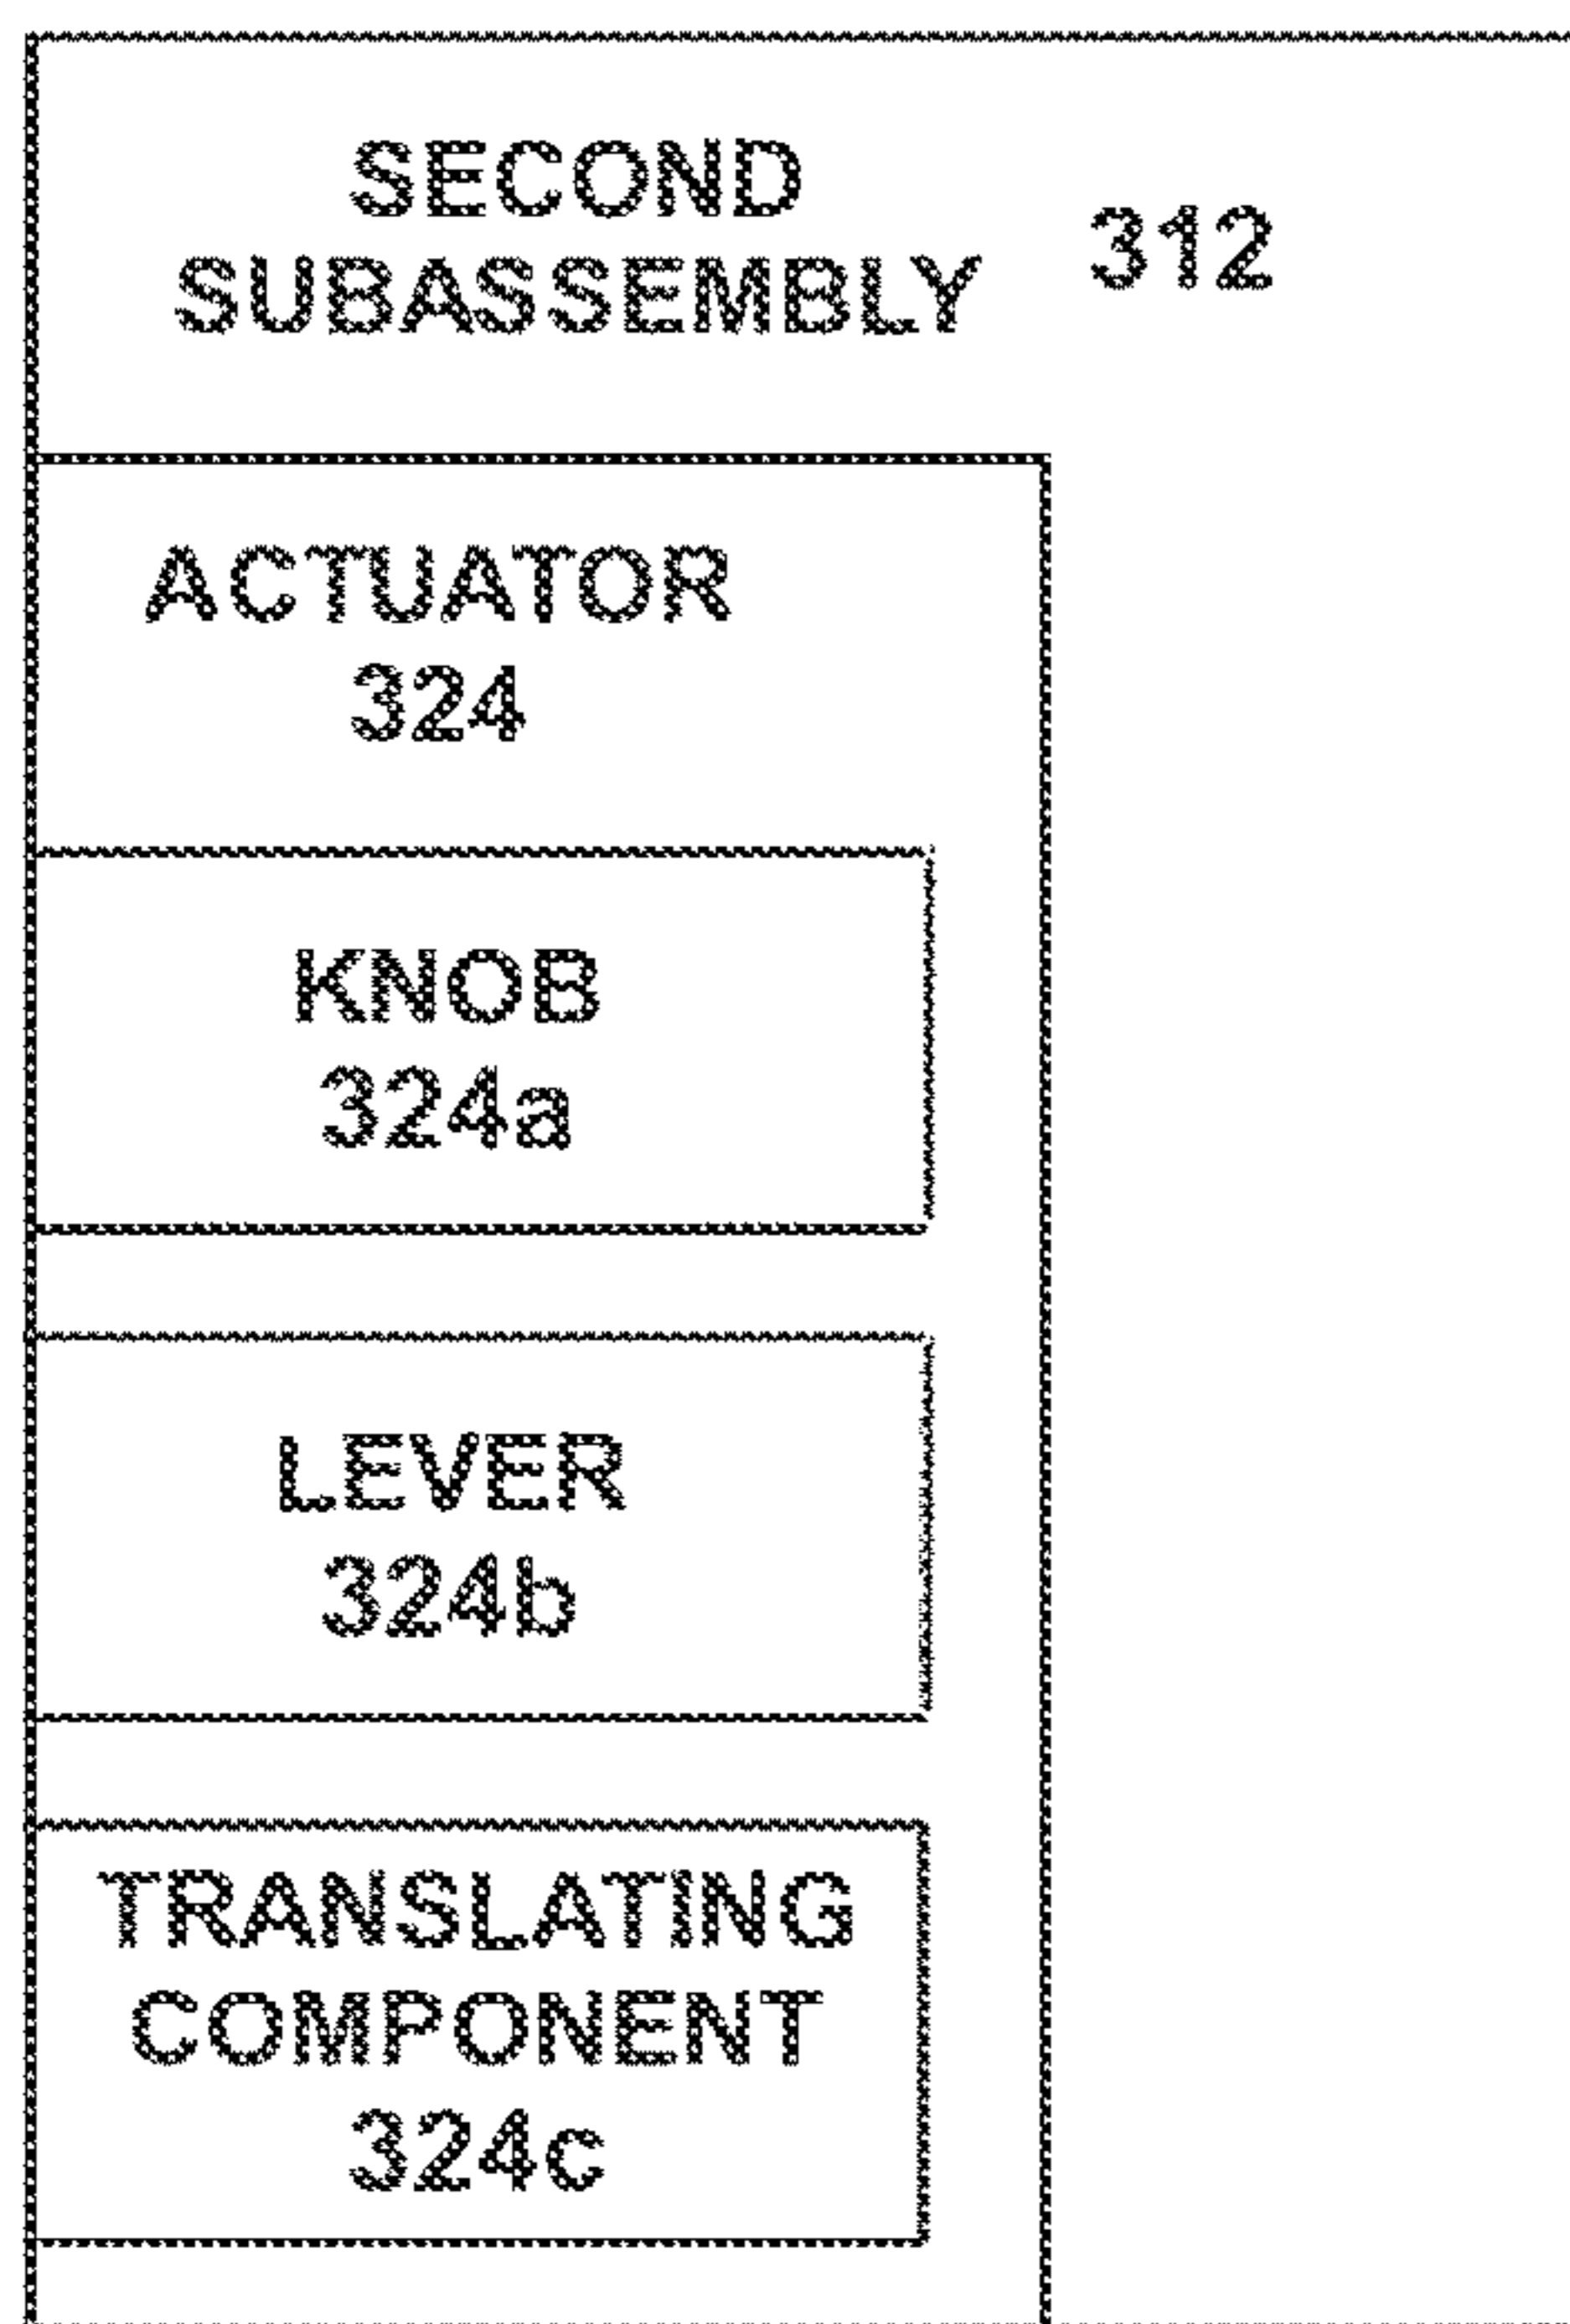 SECOND
SUBASSEMBLY 312
ACTUATOR
324
KNOB
324a
LEVER
324b
TRANSLATING
COMPONENT
324c